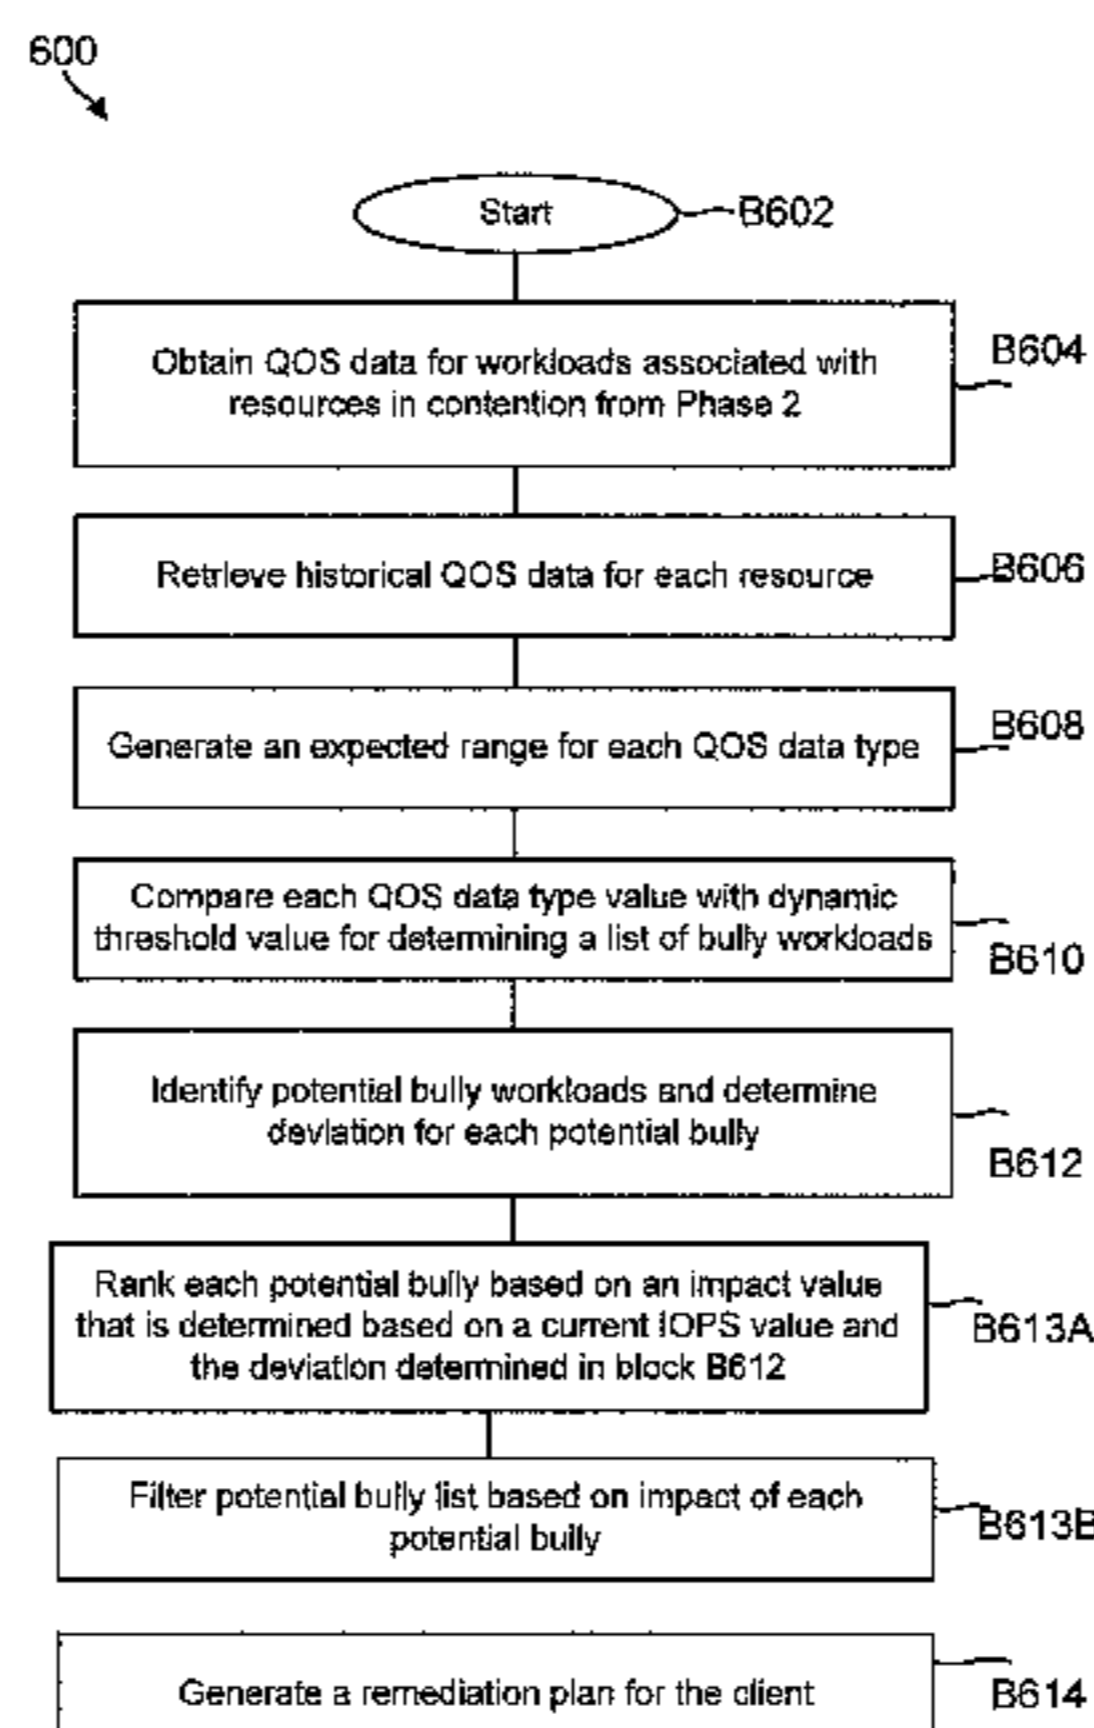 600
Start
B602
Obtain QOS data for workloads associated with
resources in contention from Phase 2
B604
Retrieve historical QOS data for each resource
B606
Generate an expected range for each QOS data type
B608
Compare each QOS data type value with dynamic
threshold value for determining a list of bully workloads
B610
Identify potential bully workloads and determine
deviation for each potential bully
B612
Rank each potential bully based on an impact value
that is determined based on a current IOPS value and
the deviation determined in block B612
B613A
Filter potential bully list based on impact of each
potential bully
B613B
Generate a remediation plan for the client
B614